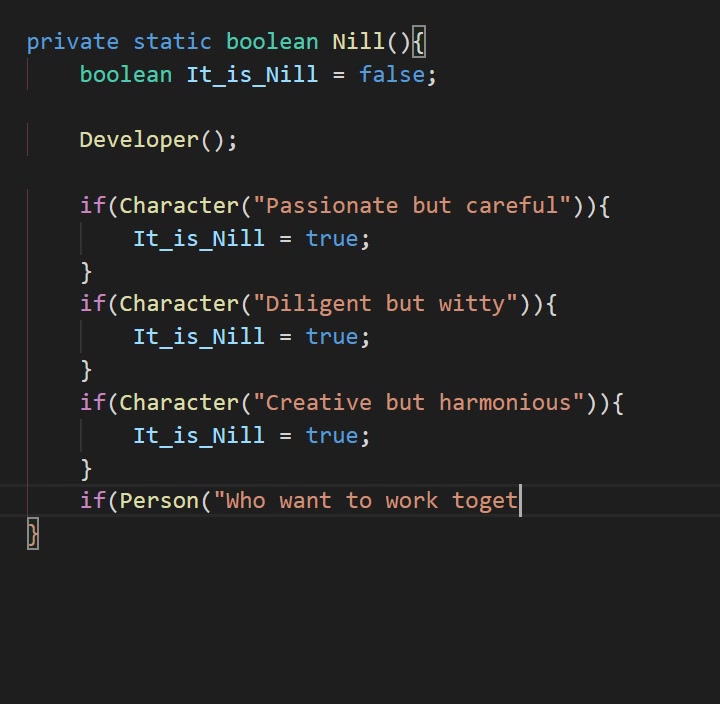 private static boolean Nill(){
boolean It_is_Nill = false;
Developer();
if(Character("Passionate but careful")){
It_is_Nill = true;
}
if(Character("Diligent but witty")){
It_is_Nill = true;
}
if(Character("Creative but harmonious")){
It_is_Nill = true;
}
if(Person("Who want to work toget
}